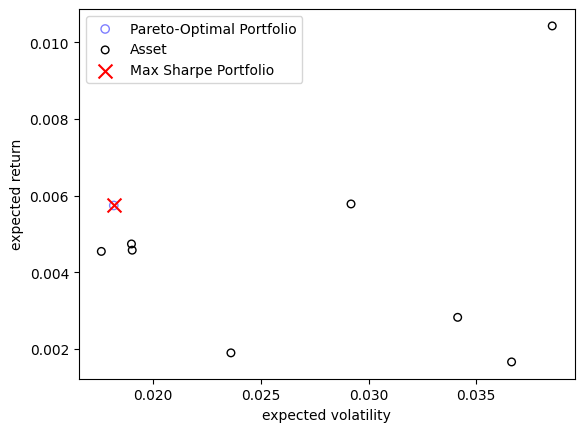 Pareto-Optimal Portfolio
Asset
Max Sharpe Portfolio
0.010
0.008
0.006
0.004
0.002
expected return
0.020
0.025
0.030
0.035
expected volatility